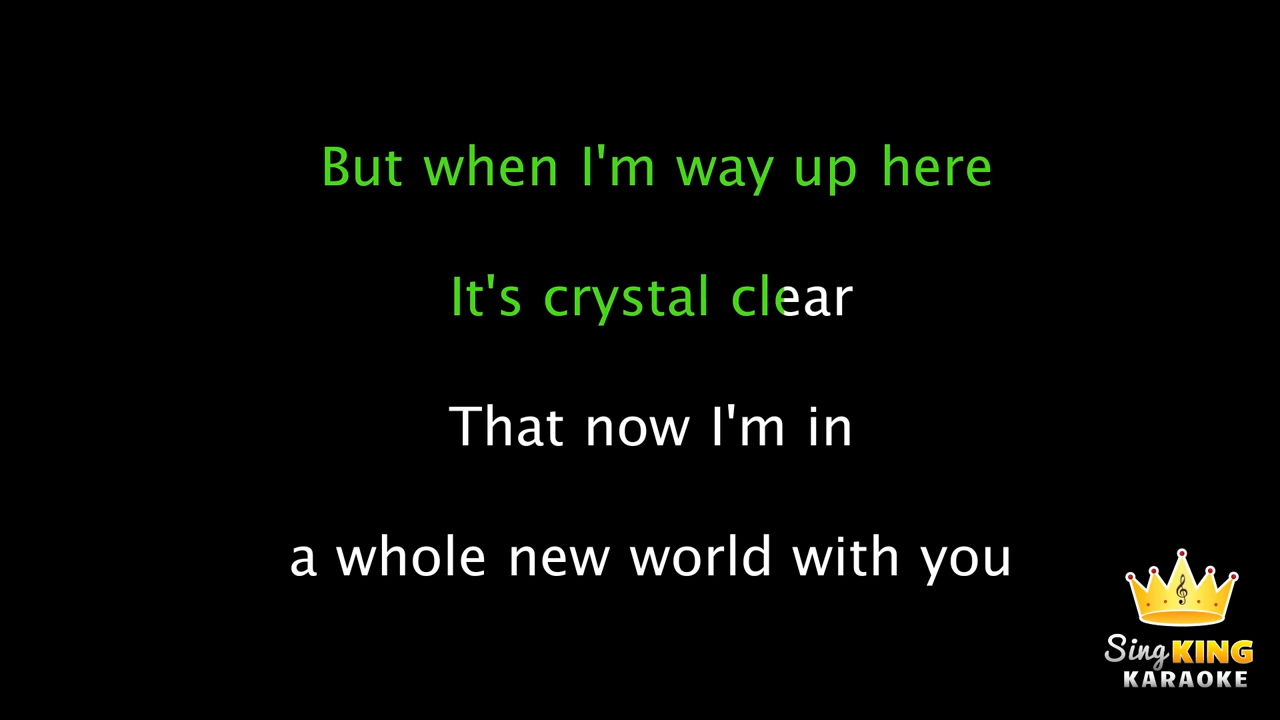 But when I'm way up here
It's crystal clear
That now I'm in
a whole new world with you
Sing KING
KARAOKE